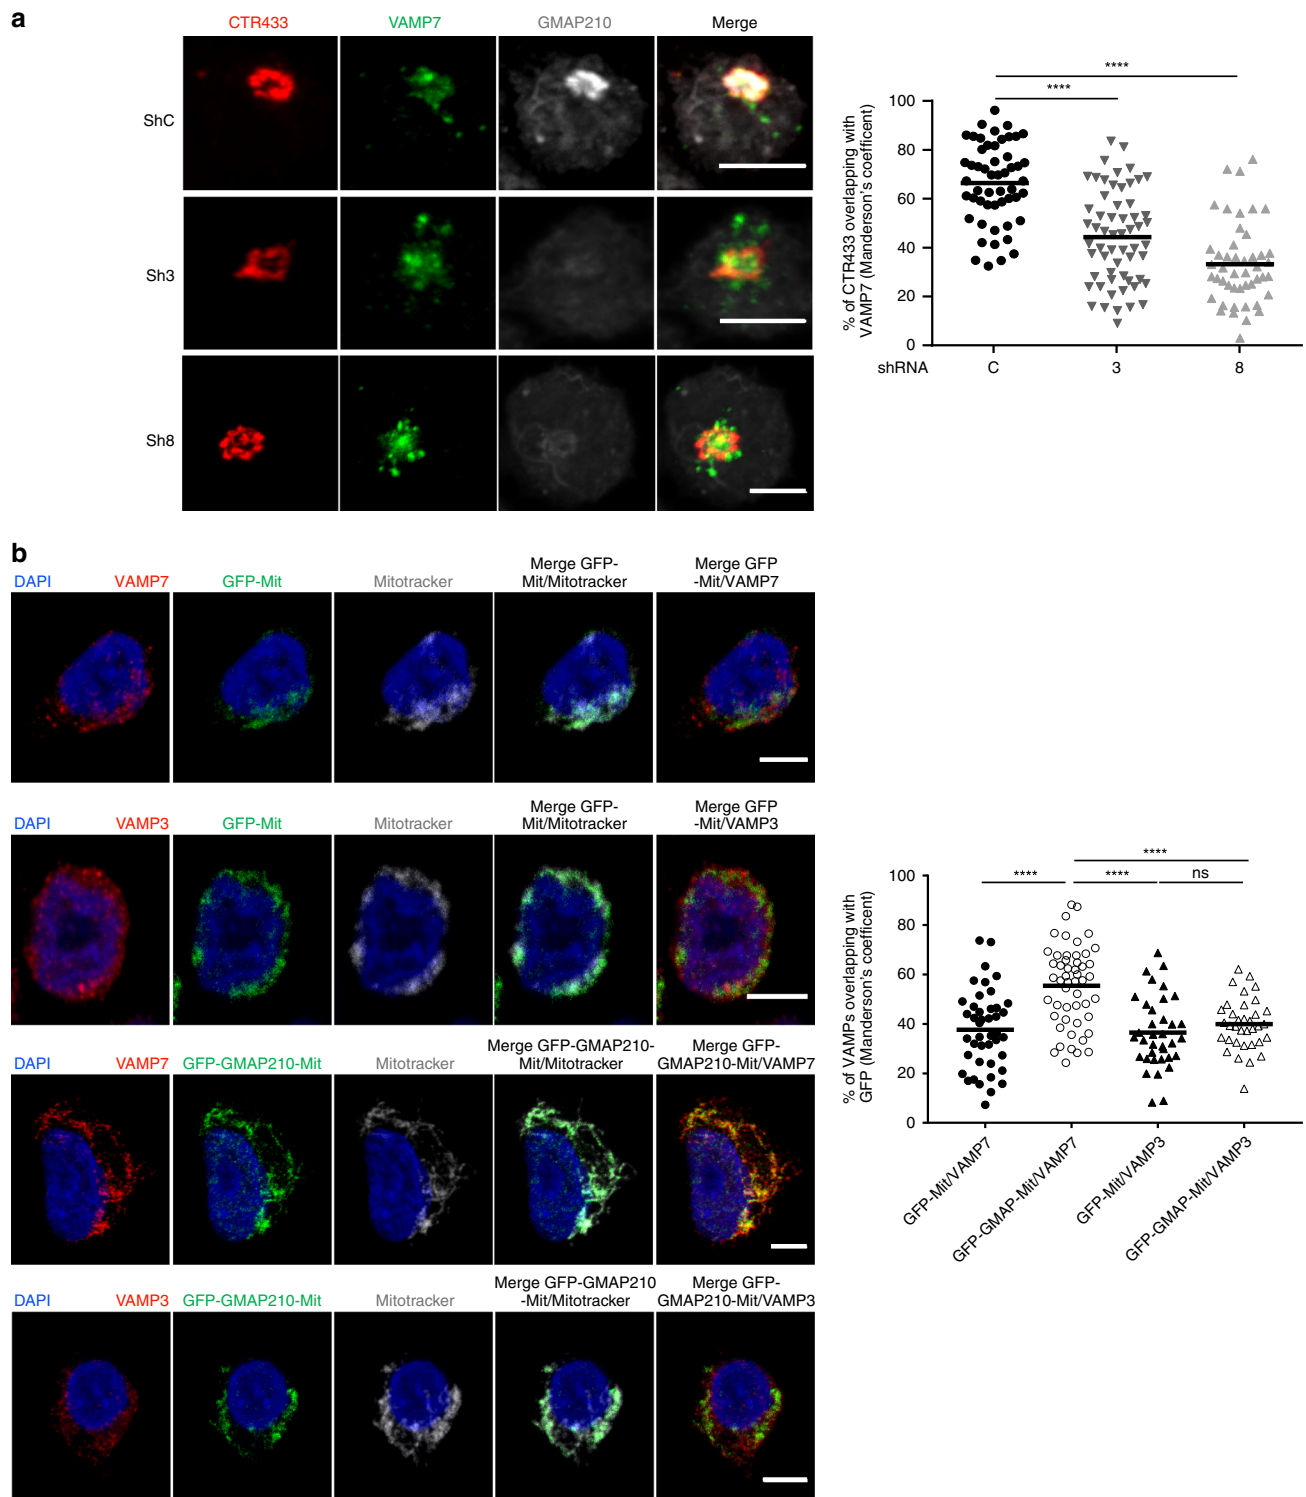 a
CTR433 VAMP7 GMAP210 Merge
ShC
Sh3
Sh8
% of CTR433 overlapping with
VAMP7 (Manderson's coefficent)
****
****
100
80
60
40
20
0
shRNA C 3 8
b
DAPI VAMP7 GFP-Mit Mitotracker
Merge GFP-
Mit/Mitotracker
Merge GFP
-Mit/VAMP7
DAPI VAMP3 GFP-Mit Mitotracker
Merge GFP-
Mit/Mitotracker
Merge GFP
-Mit/VAMP3
DAPI VAMP7 GFP-GMAP210-Mit Mitotracker
Merge GFP-GMAP210-
Mit/Mitotracker
Merge GFP-
GMAP210-Mit/VAMP7
DAPI VAMP3 GFP-GMAP210-Mit Mitotracker
Merge GFP-GMAP210
-Mit/Mitotracker
Merge GFP-
GMAP210-Mit/VAMP3
% of VAMPs overlapping with
GFP (Manderson's coefficent)
****
**** **** ns
100
80
60
40
20
0
GFP-Mit/VAMP7
GFP-GMAP-Mit/VAMP7
GFP-Mit/VAMP3
GFP-GMAP-Mit/VAMP3